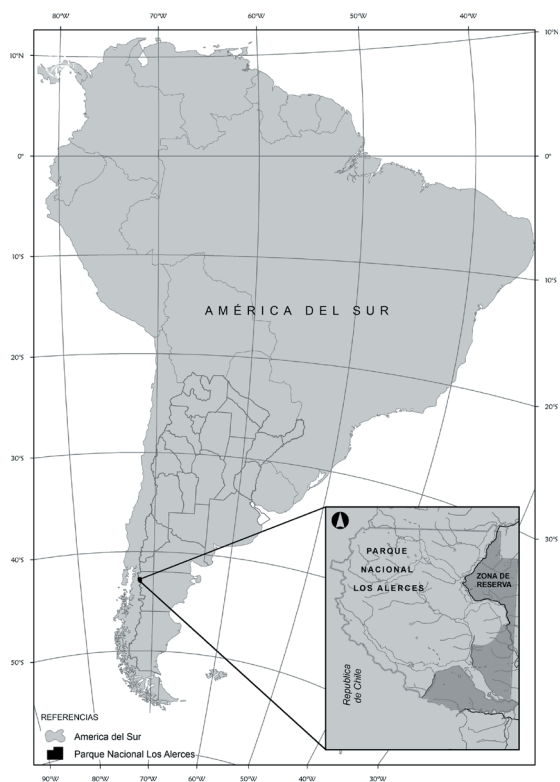 80°W 70°W 60°W 50°W 40°W
10°N 10°N
0° 0°
10°S 10°S
AMÉRICA DEL SUR
20°S 20°S
30°S 30°S
40°S
50°S
PARQUE
NACIONAL
LOS ALERCES
ZONA DE
RESERVA
Republica
de Chile
REFERENCIAS
America del Sur
Parque Nacional Los Alerces
90°W 80°W 70°W 60°W 50°W 40°W 30°W